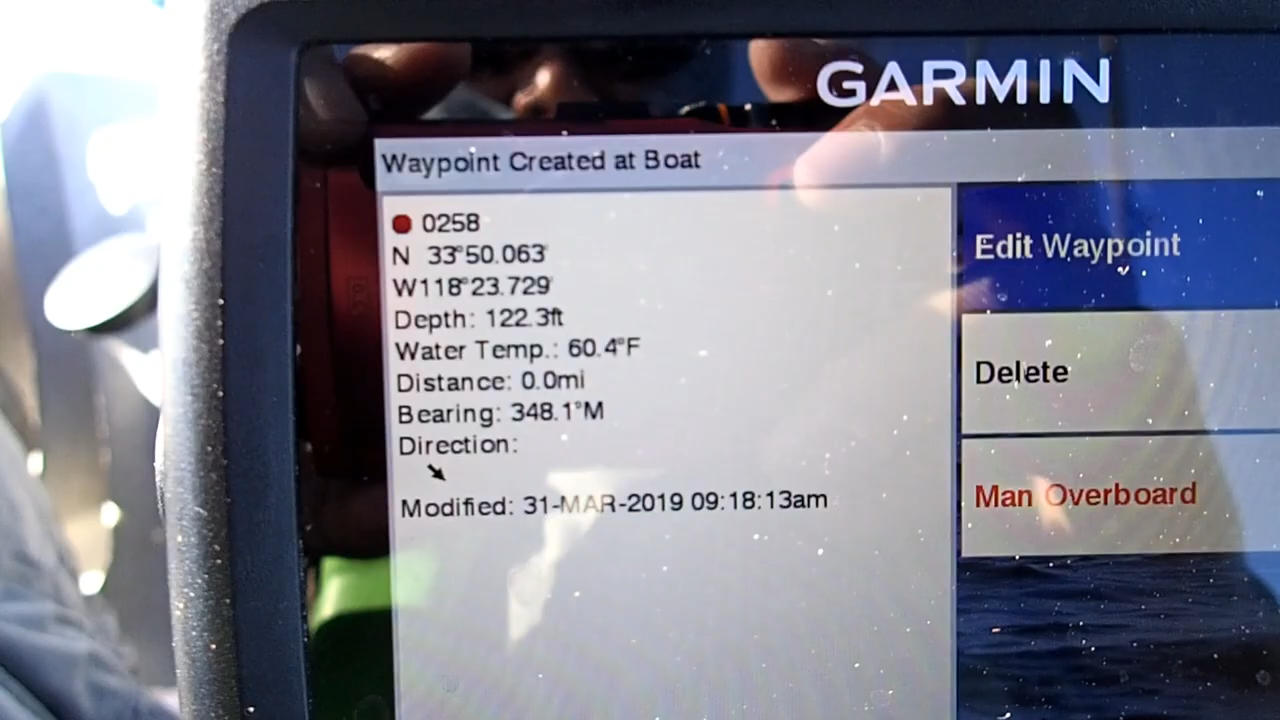 GARMIN
Waypoint Created at Boat
0258
N 33°50.063'
W118°23.729'
Depth: 122.3ft
Water Temp.: 60.4°F
Distance: 0.0mi
Bearing: 348.1°M
Direction:
Modified: 31-MAR-2019 09:18:13am
Edit Waypoint
Delete
Man Overboard